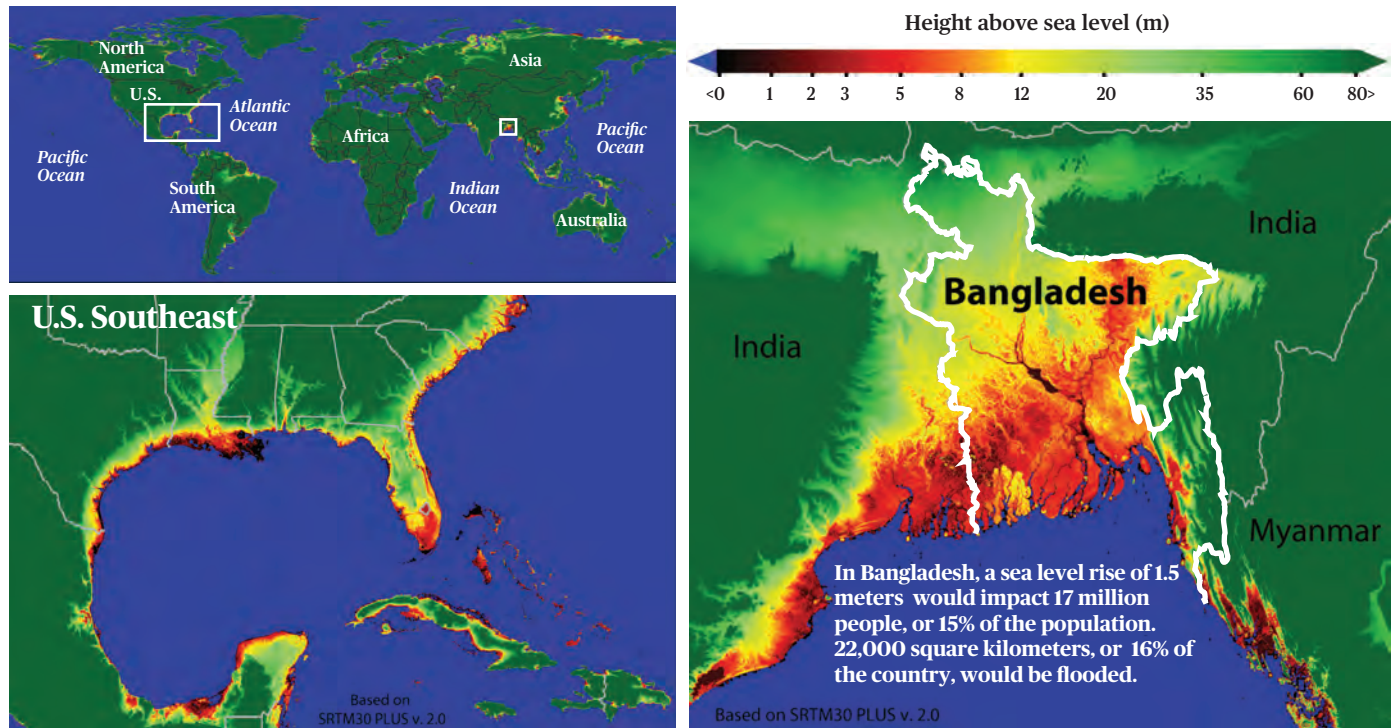 North
America
U.S.
Atlantic
Ocean
Pacific
Ocean
South
America
Africa
Asia
Indian
Ocean
Pacific
Ocean
Australia
Height above sea level (m)
<0 1 2 3 5 8 12 20 35 60 80>
U.S. Southeast
Based on
SRTM30 PLUS v. 2.0
India
Bangladesh
India
Myanmar
In Bangladesh, a sea level rise of 1.5
meters would impact 17 million
people, or 15% of the population.
22,000 square kilometers, or 16% of
the country, would be flooded.
Based on SRTM30 PLUS v. 2.0